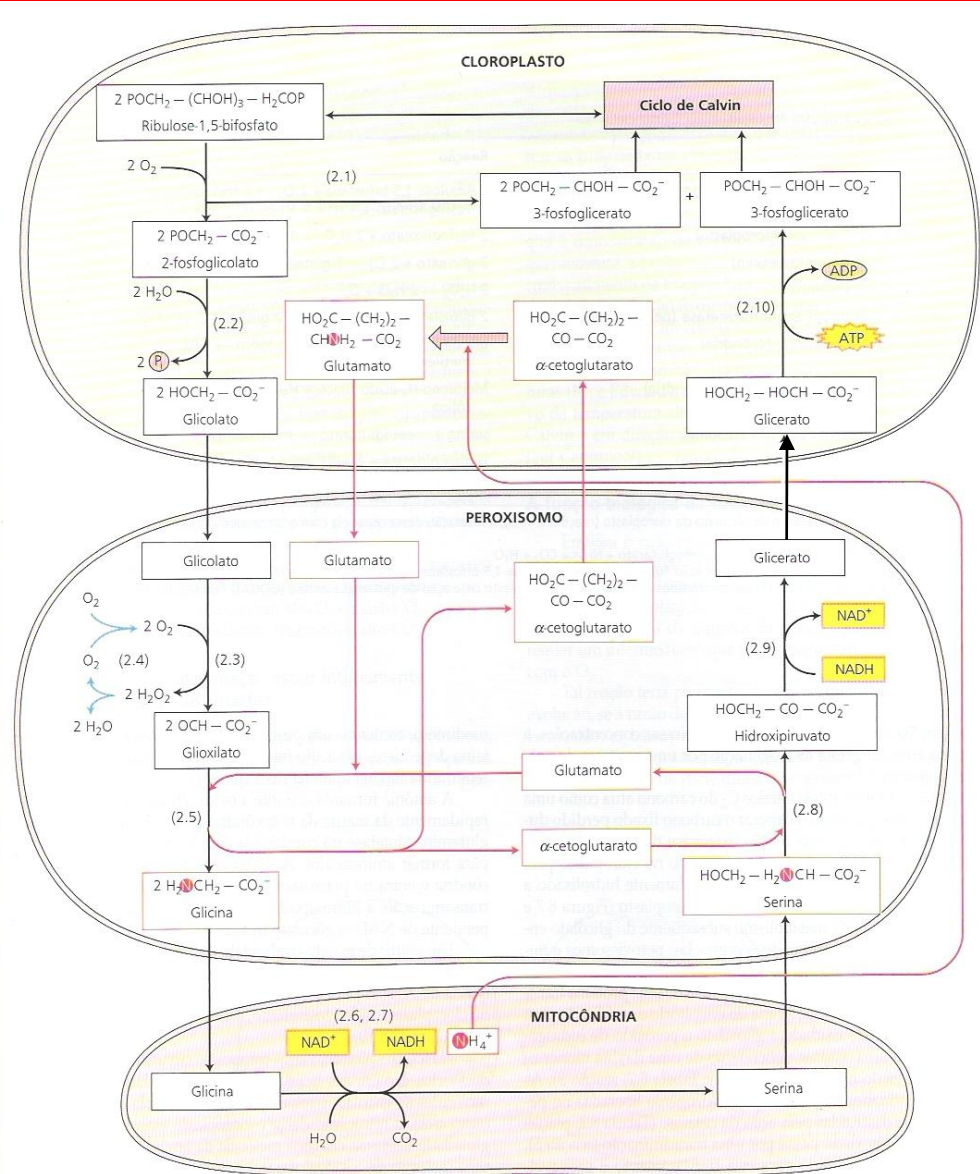 CLOROPLASTO
2 POCH₂ — (CHOH)₃ — H₂COP
Ribulose-1,5-bifosfato
Ciclo de Calvin
2 O₂
(2.1)
2 POCH₂ — CHOH — CO₂⁻
3-fosfoglicerato
+
POCH₂ — CHOH — CO₂⁻
3-fosfoglicerato
2 POCH₂ — CO₂⁻
2-fosfoglicolato
2 H₂O
(2.2)
2 Pi
HO₂C — (CH₂)₂ —
CHNH₂ — CO₂
Glutamato
HO₂C — (CH₂)₂ —
CO — CO₂
α-cetoglutarato
ADP
(2.10)
ATP
2 HOCH₂ — CO₂⁻
Glicolato
HOCH₂ — HOCH — CO₂⁻
Glicerato
PEROXISOMO
Glicolato
Glutamato
HO₂C — (CH₂)₂ —
CO — CO₂
α-cetoglutarato
Glicerato
O₂
2 O₂
O₂
(2.4)
(2.3)
2 H₂O₂
2 H₂O
NAD⁺
(2.9)
NADH
2 OCH — CO₂⁻
Glioxilato
HOCH₂ — CO — CO₂⁻
Hidroxipiruvato
Glutamato
(2.5)
(2.8)
α-cetoglutarato
2 H₂NCH₂ — CO₂⁻
Glicina
HOCH₂ — H₂NCH — CO₂⁻
Serina
MITOCÔNDRIA
(2.6, 2.7)
NAD⁺
NADH
NH₄⁺
Glicina
Serina
H₂O
CO₂